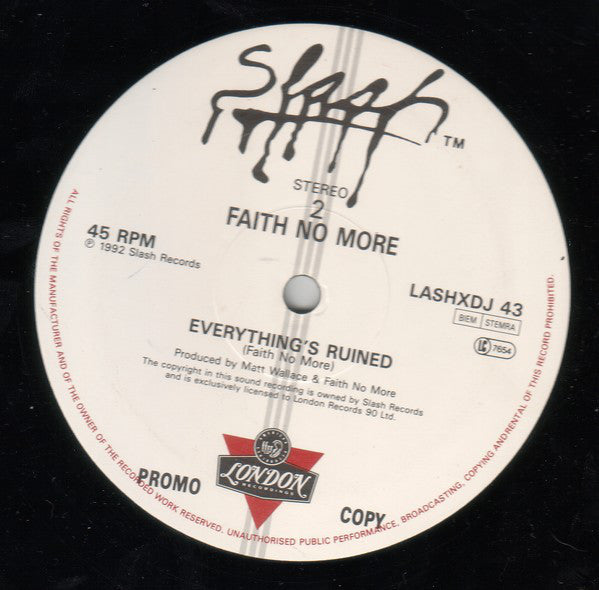 Slash ™
STEREO
2
FAITH NO MORE
45 RPM
℗ 1992 Slash Records
LASHXDJ 43
BIEM STEMRA
LC 7654
EVERYTHING'S RUINED
(Faith No More)
Produced by Matt Wallace & Faith No More
The copyright in this sound recording is owned by Slash Records
and is exclusively licensed to London Records 90 Ltd.
LONDON
RECORDINGS
PROMO COPY
ALL RIGHTS OF THE MANUFACTURER AND OF THE OWNER OF THE RECORDED WORK RESERVED. UNAUTHORISED PUBLIC PERFORMANCE, BROADCASTING, COPYING AND RENTAL OF THIS RECORD PROHIBITED.